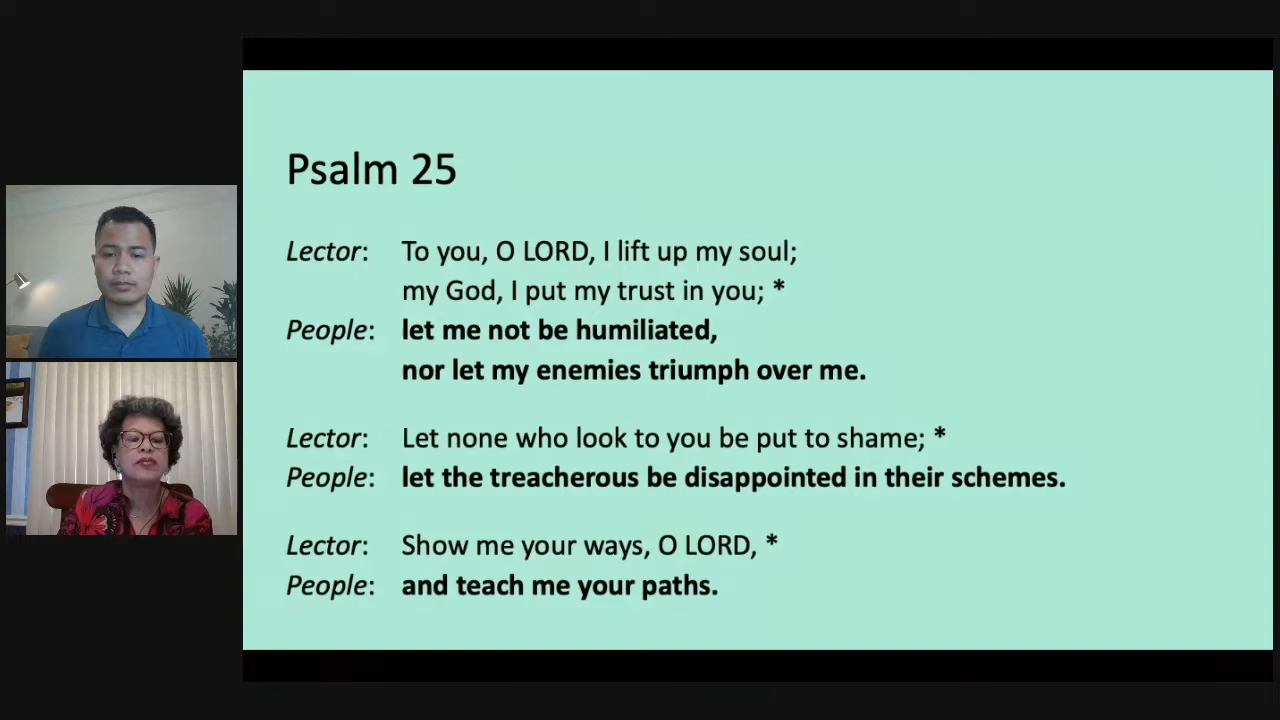 Psalm 25
Lector: To you, O LORD, I lift up my soul;
my God, I put my trust in you; *
People: let me not be humiliated,
nor let my enemies triumph over me.
Lector: Let none who look to you be put to shame; *
People: let the treacherous be disappointed in their schemes.
Lector: Show me your ways, O LORD, *
People: and teach me your paths.